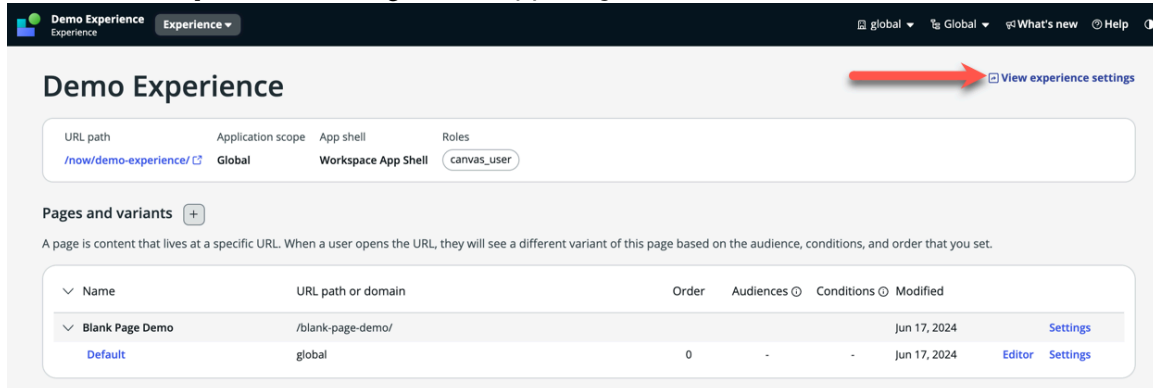 Demo Experience
Experience
Experience
global
Global
What's new
Help
Demo Experience
View experience settings
URL path Application scope App shell Roles
/now/demo-experience/ Global Workspace App Shell canvas_user
Pages and variants +
A page is content that lives at a specific URL. When a user opens the URL, they will see a different variant of this page based on the audience, conditions, and order that you set.
Name URL path or domain Order Audiences Conditions Modified
Blank Page Demo /blank-page-demo/ Jun 17, 2024 Settings
Default global 0 - - Jun 17, 2024 Editor Settings